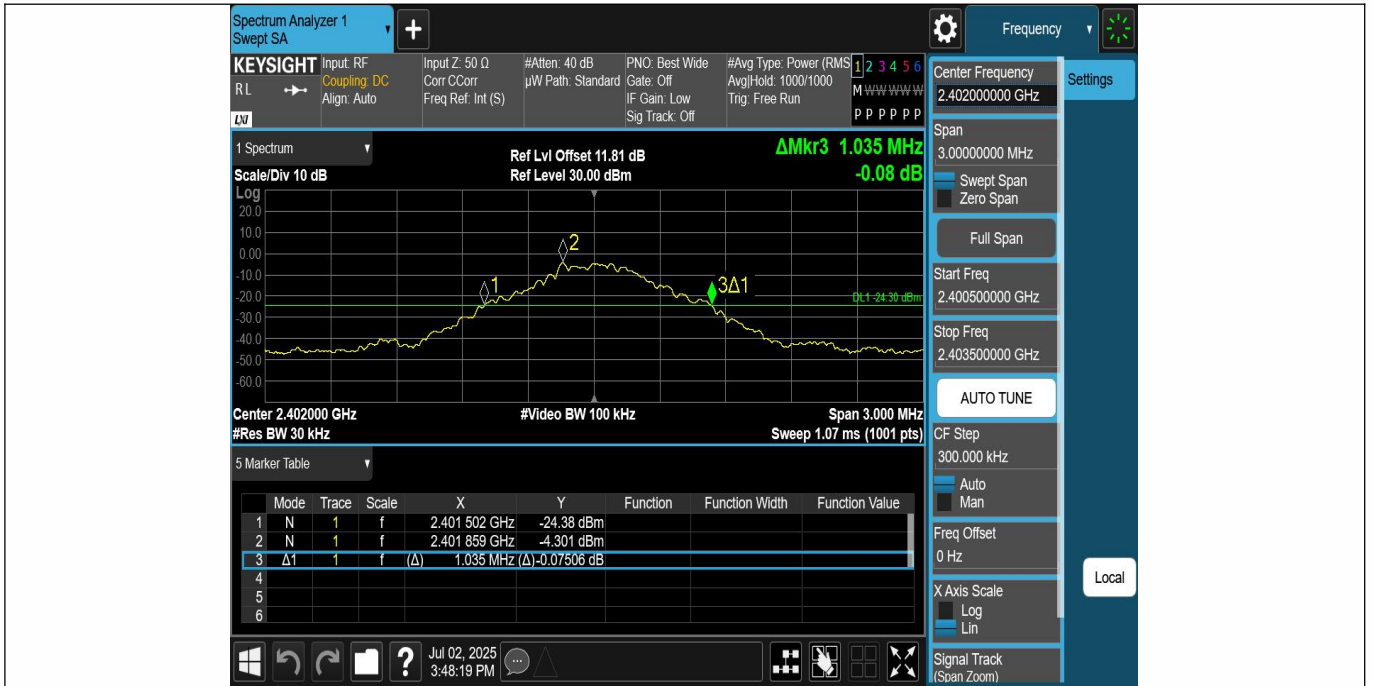 Spectrum Analyzer 1
Swept SA
+
Frequency
KEYSIGHT
RL
LXI
Input: RF
Coupling: DC
Align: Auto
Input Z: 50 Ω
Corr CCorr
Freq Ref: Int (S)
#Atten: 40 dB
µW Path: Standard
PNO: Best Wide
Gate: Off
IF Gain: Low
Sig Track: Off
#Avg Type: Power (RMS
Avg|Hold: 1000/1000
Trig: Free Run
1 2 3 4 5 6
M W W W W W
P P P P P P
1 Spectrum
Scale/Div 10 dB
Ref Lvl Offset 11.81 dB
Ref Level 30.00 dBm
ΔMkr3 1.035 MHz
-0.08 dB
Log
20.0
10.0
0.00
-10.0
-20.0
-30.0
-40.0
-50.0
-60.0
1
2
3Δ1
DL1 -24.30 dBm
Center 2.402000 GHz
#Video BW 100 kHz
Span 3.000 MHz
#Res BW 30 kHz
Sweep 1.07 ms (1001 pts)
5 Marker Table
Mode Trace Scale X Y Function Function Width Function Value
1 N 1 f 2.401 502 GHz -24.38 dBm
2 N 1 f 2.401 859 GHz -4.301 dBm
3 Δ1 1 f (Δ) 1.035 MHz (Δ) -0.07506 dB
4
5
6
?
Jul 02, 2025
3:48:19 PM
Settings
Center Frequency
2.402000000 GHz
Span
3.00000000 MHz
Swept Span
Zero Span
Full Span
Start Freq
2.400500000 GHz
Stop Freq
2.403500000 GHz
AUTO TUNE
CF Step
300.000 kHz
Auto
Man
Freq Offset
0 Hz
X Axis Scale
Log
Lin
Signal Track
(Span Zoom)
Local